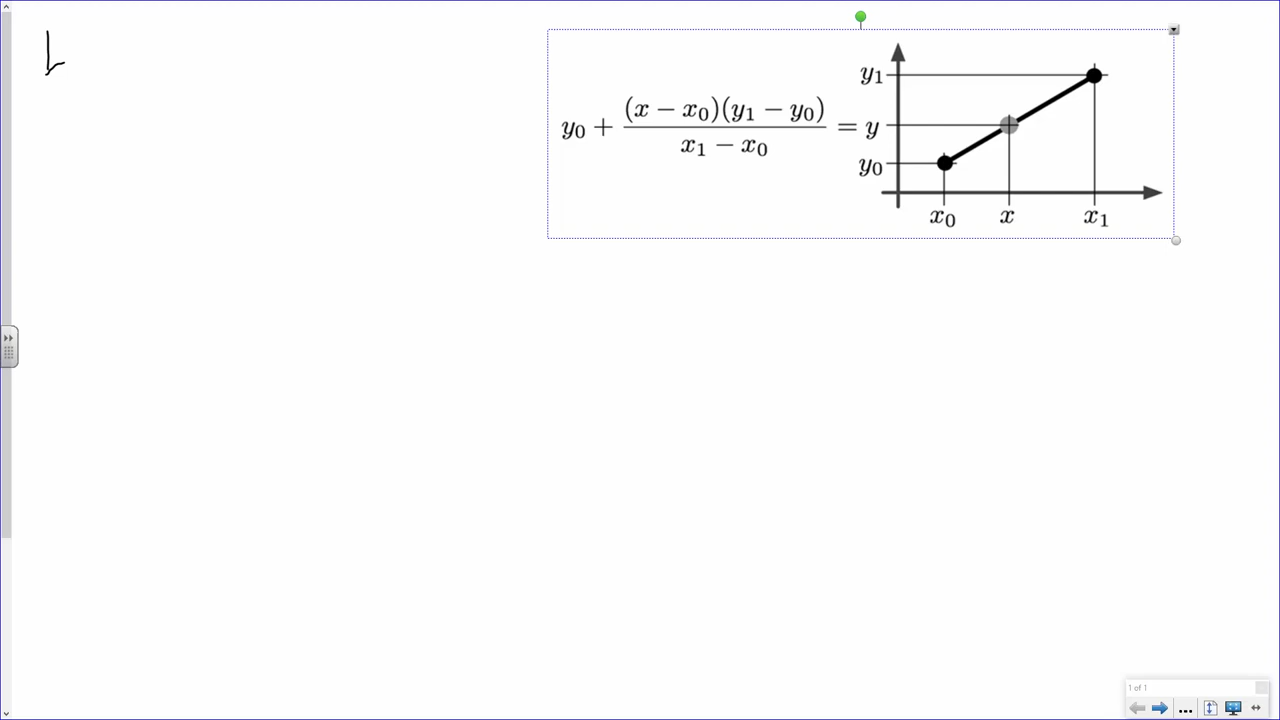 L
y₀ + (x − x₀)(y₁ − y₀) / x₁ − x₀ = y
y₁
y₀
x₀ x x₁
1 of 1